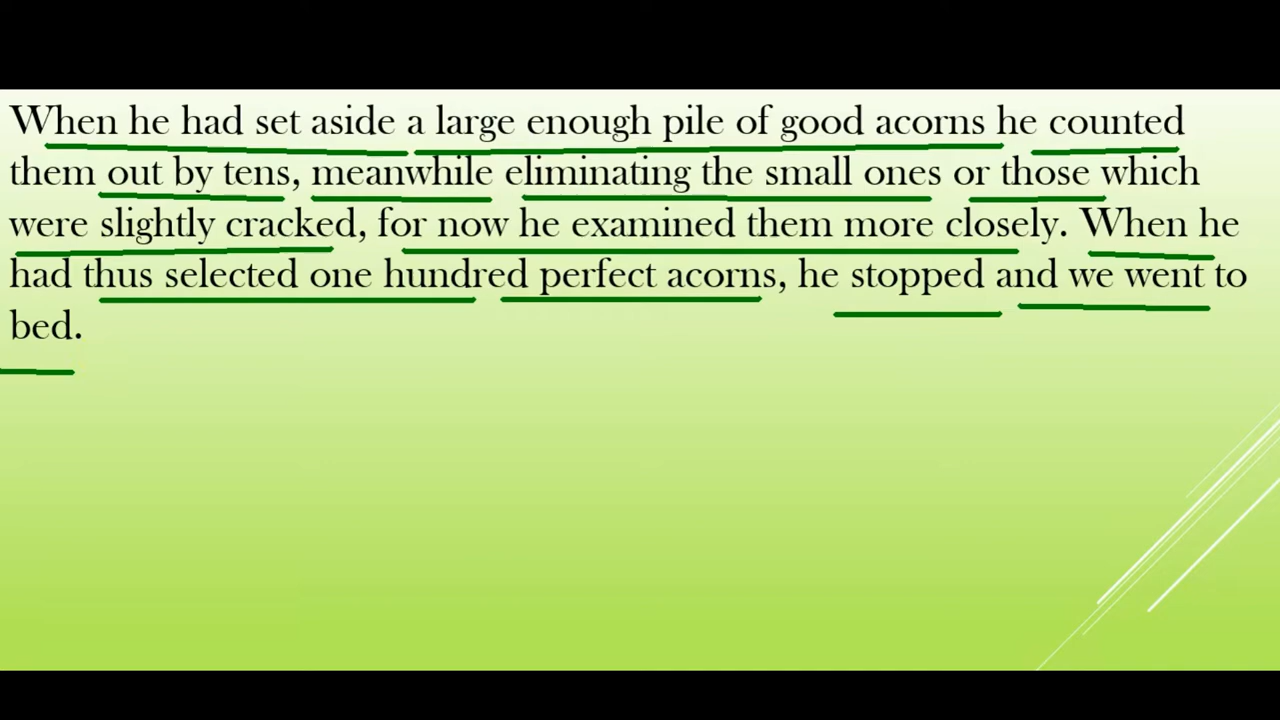 When he had set aside a large enough pile of good acorns he counted
them out by tens, meanwhile eliminating the small ones or those which
were slightly cracked, for now he examined them more closely. When he
had thus selected one hundred perfect acorns, he stopped and we went to
bed.